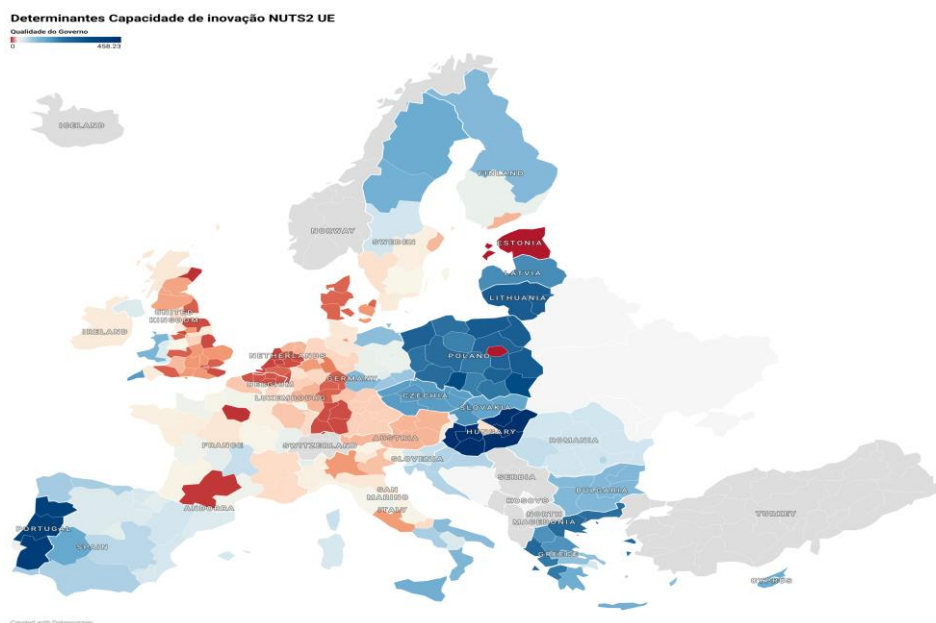 Determinantes Capacidade de inovação NUTS2 UE
Qualidade do Governo
0 458.23
ICELAND
FINLAND
NORWAY
SWEDEN
ESTONIA
LATVIA
LITHUANIA
UNITED
KINGDOM
IRELAND
NETHERLANDS
POLAND
GERMANY
BELGIUM
LUXEMBOURG
CZECHIA
SLOVAKIA
FRANCE
SWITZERLAND
AUSTRIA
HUNGARY
ROMANIA
SLOVENIA
SERBIA
SAN
MARINO
KOSOVO
BULGARIA
ANDORRA
ITALY
NORTH
MACEDONIA
TURKEY
PORTUGAL
SPAIN
GREECE
CYPRUS
Created with Datawrapper